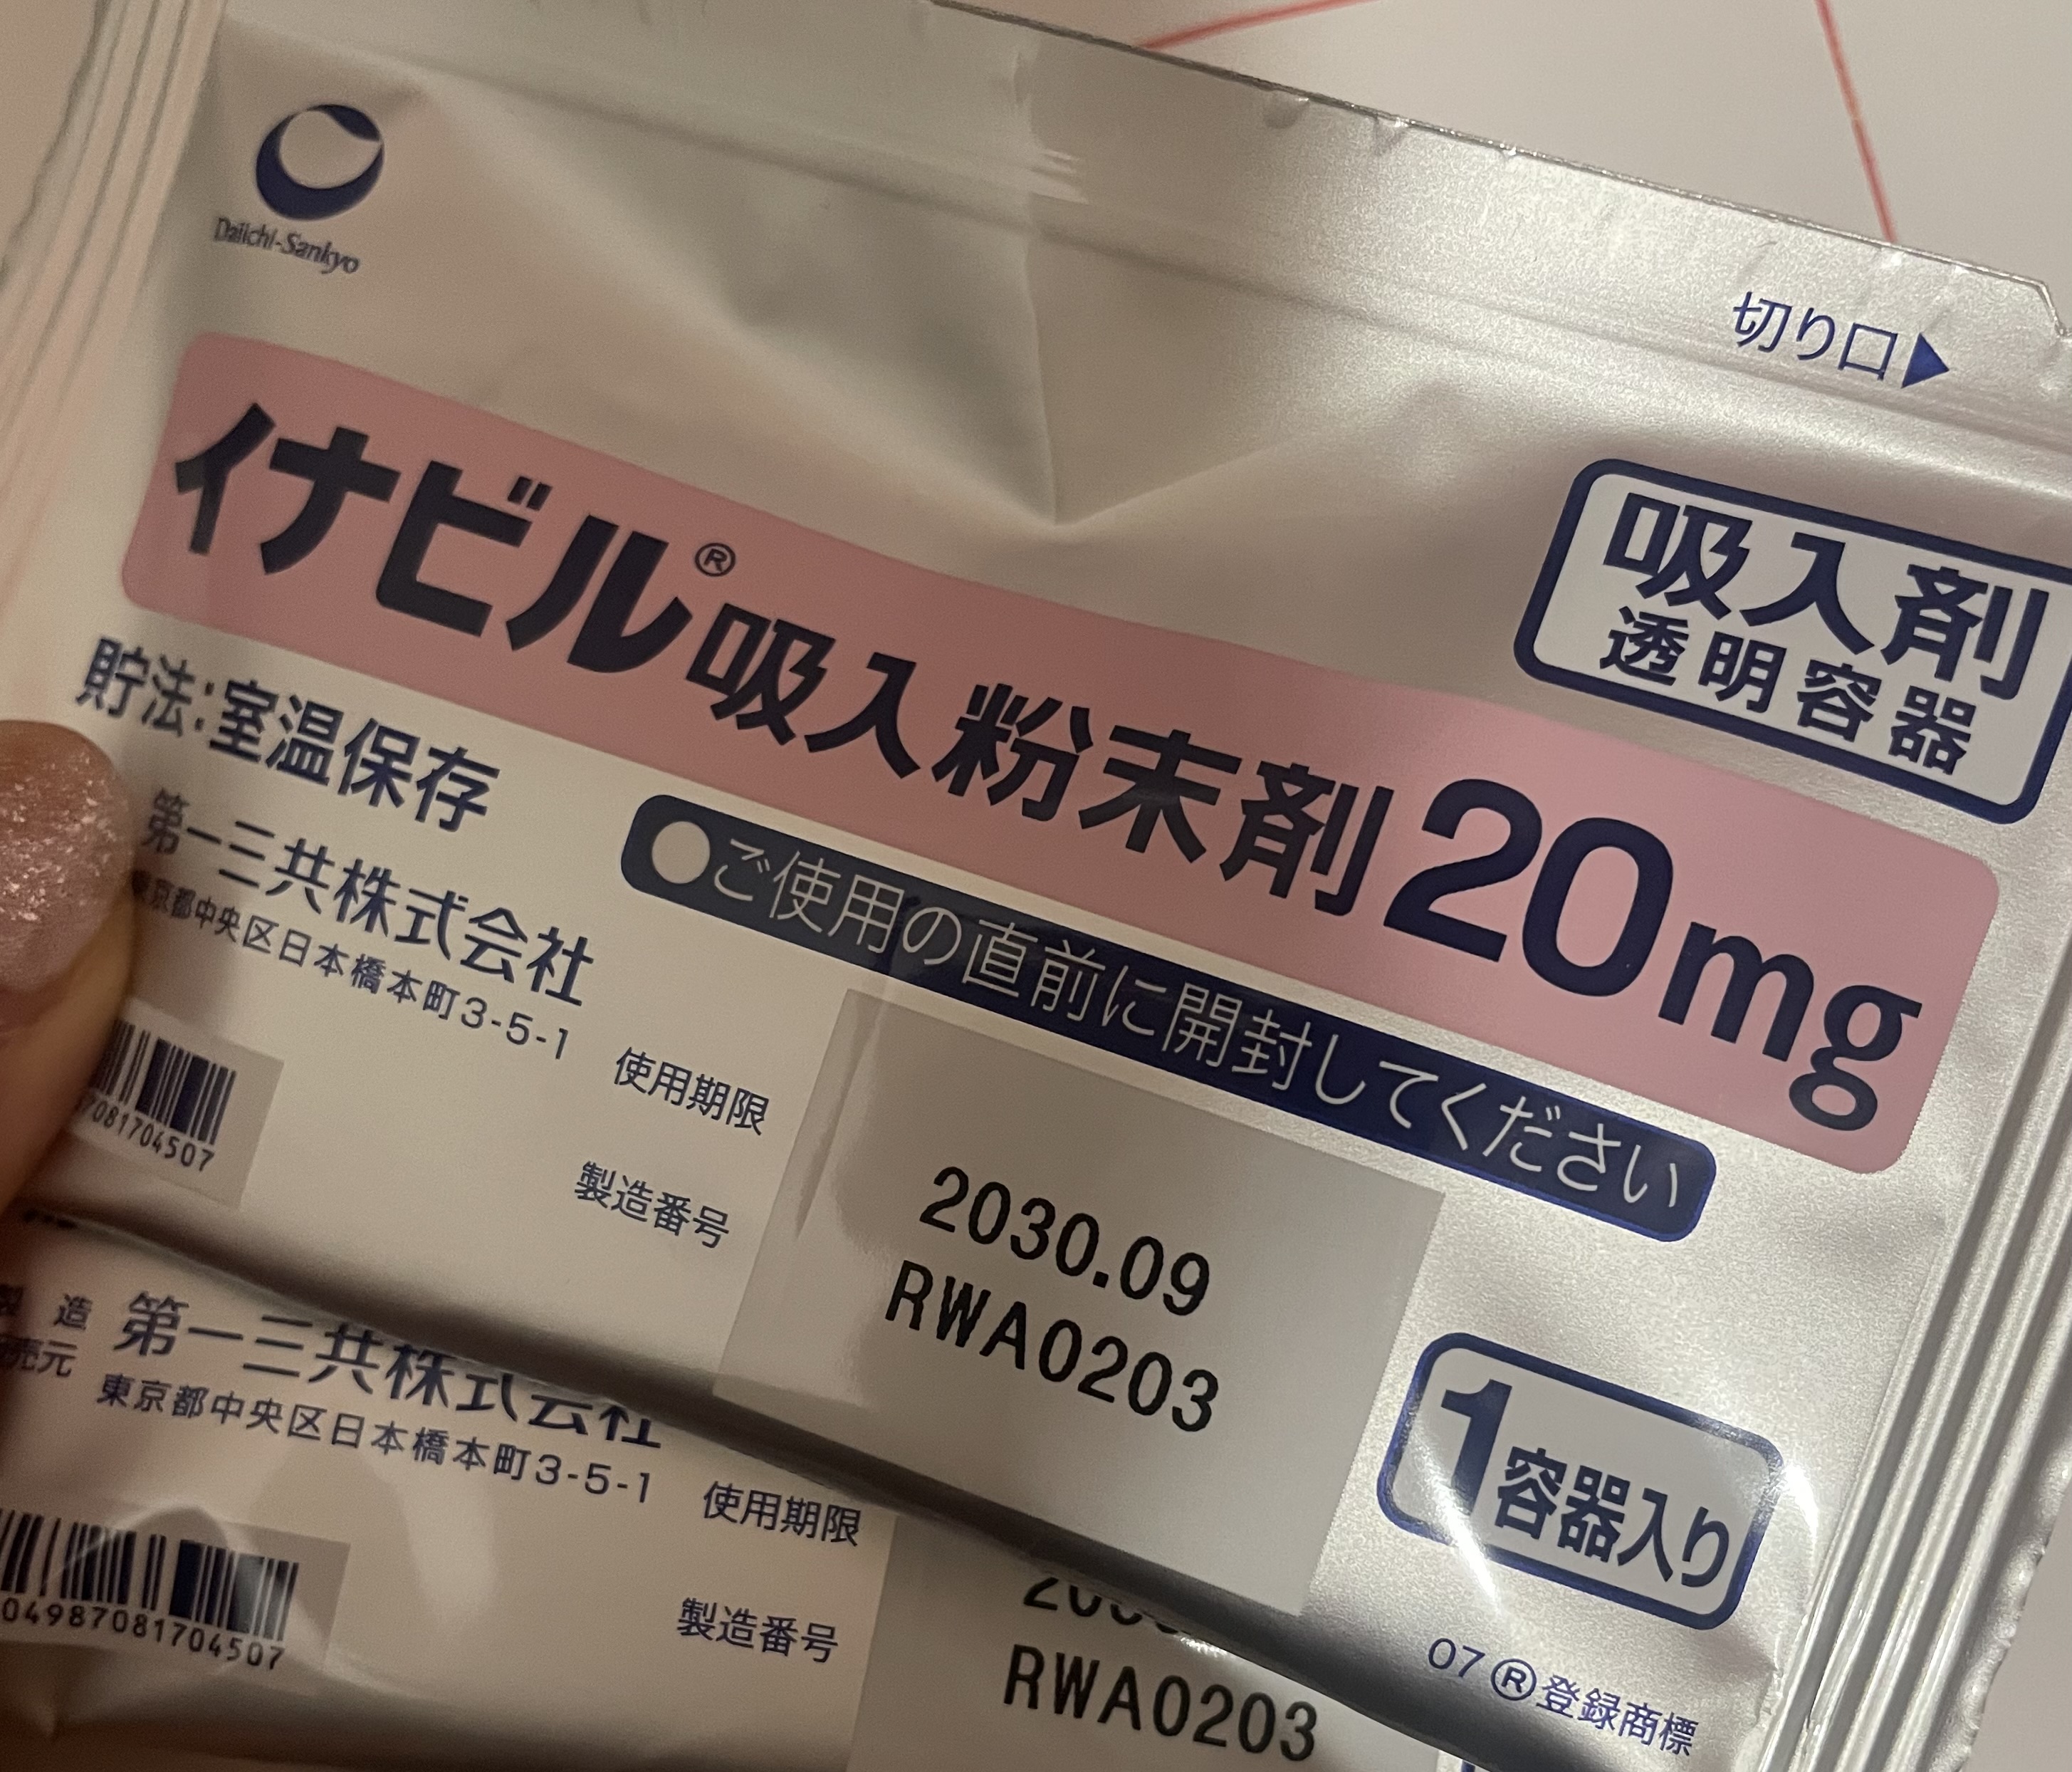 Daiichi-Sankyo
切り口▶
吸入剤
透明容器
イナビル®吸入粉末剤20mg
貯法:室温保存
●ご使用の直前に開封してください
第一三共株式会社
東京都中央区日本橋本町3-5-1
使用期限
2030.09
製造番号
RWA0203
7081704507
1容器入り
07 ®登録商標
製造
売元
第一三共株式会社
東京都中央区日本橋本町3-5-1
使用期限
製造番号
RWA0203
04987081704507